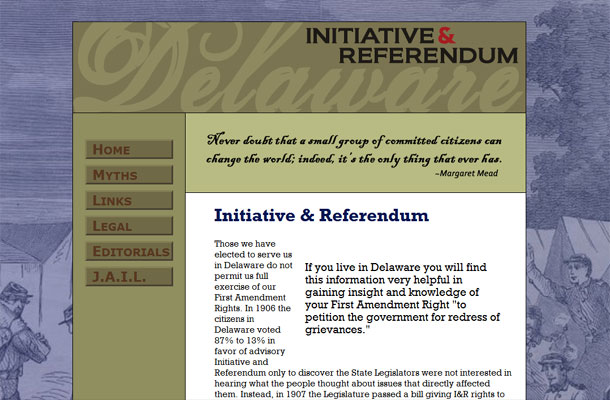 Delaware
INITIATIVE &
REFERENDUM
HOME
MYTHS
LINKS
LEGAL
EDITORIALS
J.A.I.L.
Never doubt that a small group of committed citizens can
change the world; indeed, it's the only thing that ever has.
~Margaret Mead
Initiative & Referendum
Those we have
elected to serve us
in Delaware do not
permit us full
exercise of our
First Amendment
Rights. In 1906 the
citizens in
Delaware voted
87% to 13% in
favor of advisory
Initiative and
If you live in Delaware you will find
this information very helpful in
gaining insight and knowledge of
your First Amendment Right "to
petition the government for redress of
grievances."
Referendum only to discover the State Legislators were not interested in
hearing what the people thought about issues that directly affected
them. Instead, in 1907 the Legislature passed a bill giving I&R rights to